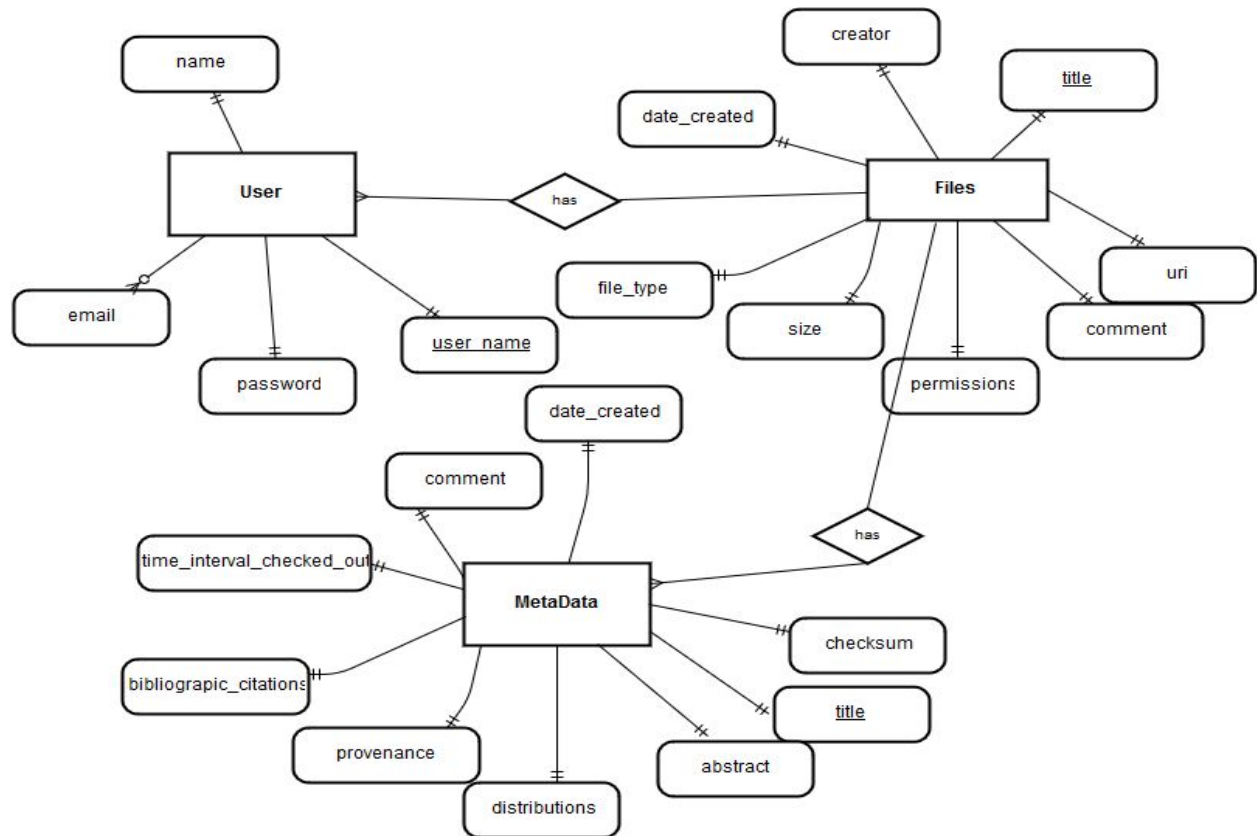 creator
name
title
date_created
User
Files
has
uri
file_type
email
size
comment
user_name
password
permissions
date_created
comment
has
time_interval_checked_out
MetaData
checksum
bibliograpic_citations
title
provenance
abstract
distributions